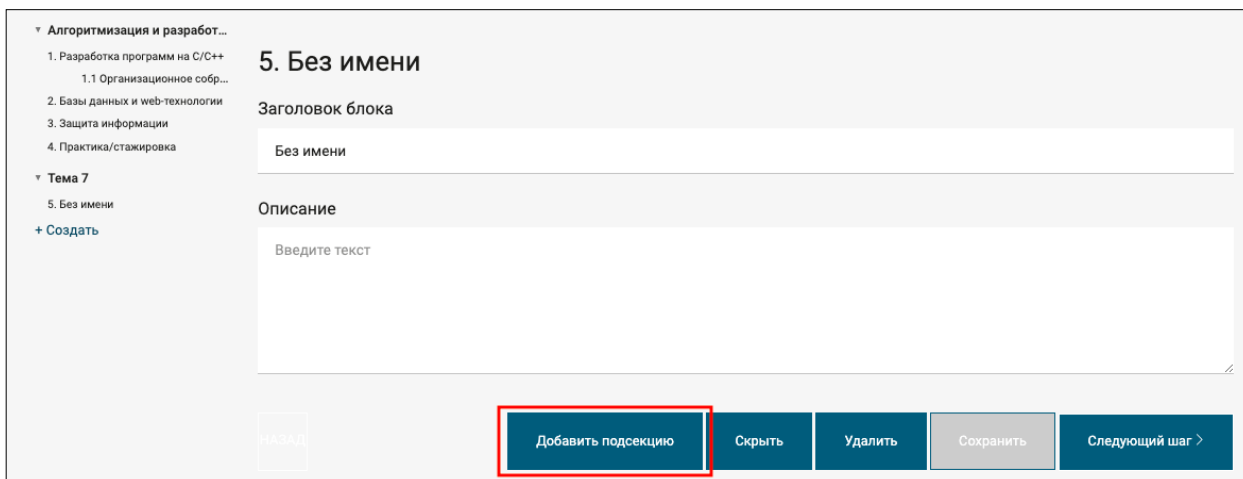 Алгоритмизация и разработ...
1. Разработка программ на C/C++
1.1 Организационное собр...
2. Базы данных и web-технологии
3. Защита информации
4. Практика/стажировка
Тема 7
5. Без имени
+ Создать
5. Без имени
Заголовок блока
Без имени
Описание
Введите текст
НАЗАД
Добавить подсекцию
Скрыть
Удалить
Сохранить
Следующий шаг >